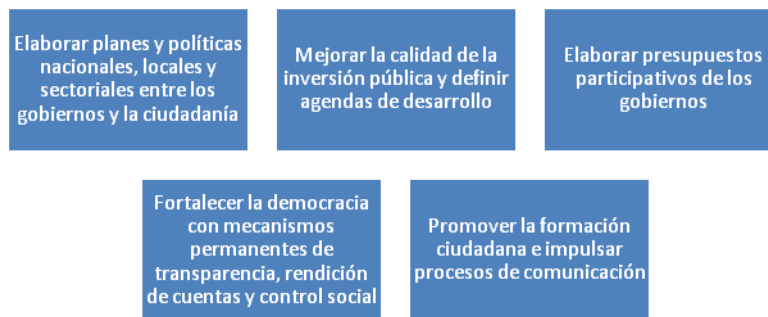 Elaborar planes y políticas
nacionales, locales y
sectoriales entre los
gobiernos y la ciudadanía
Mejorar la calidad de la
inversión pública y definir
agendas de desarrollo
Elaborar presupuestos
participativos de los
gobiernos
Fortalecer la democracia
con mecanismos
permanentes de
transparencia, rendición
de cuentas y control social
Promover la formación
ciudadana e impulsar
procesos de comunicación